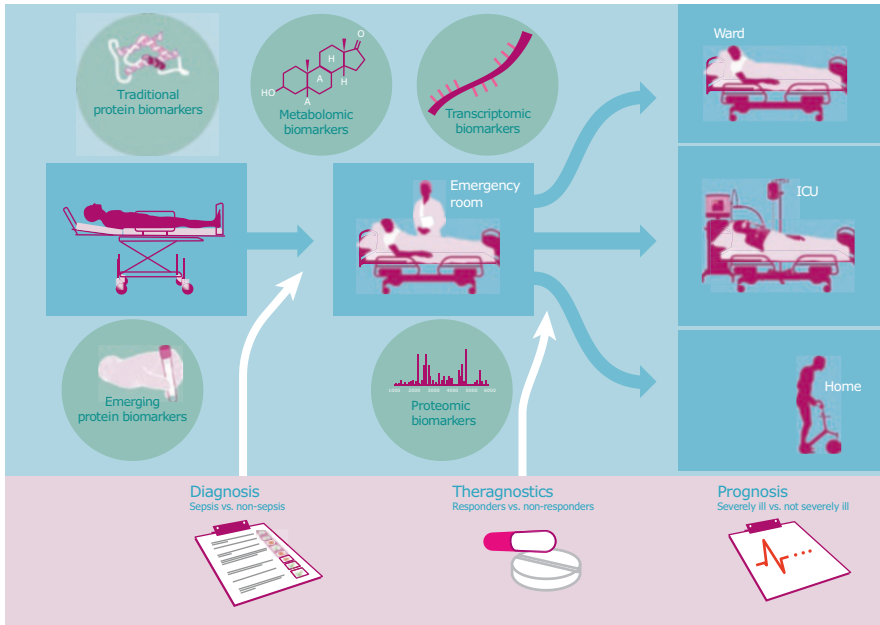 Traditional
protein biomarkers
O
H
A
H
HO
A
Metabolomic
biomarkers
Transcriptomic
biomarkers
Ward
Emergency
room
ICU
Emerging
protein biomarkers
Proteomic
biomarkers
Home
Diagnosis
Sepsis vs. non-sepsis
Theragnostics
Responders vs. non-responders
Prognosis
Severely ill vs. not severely ill